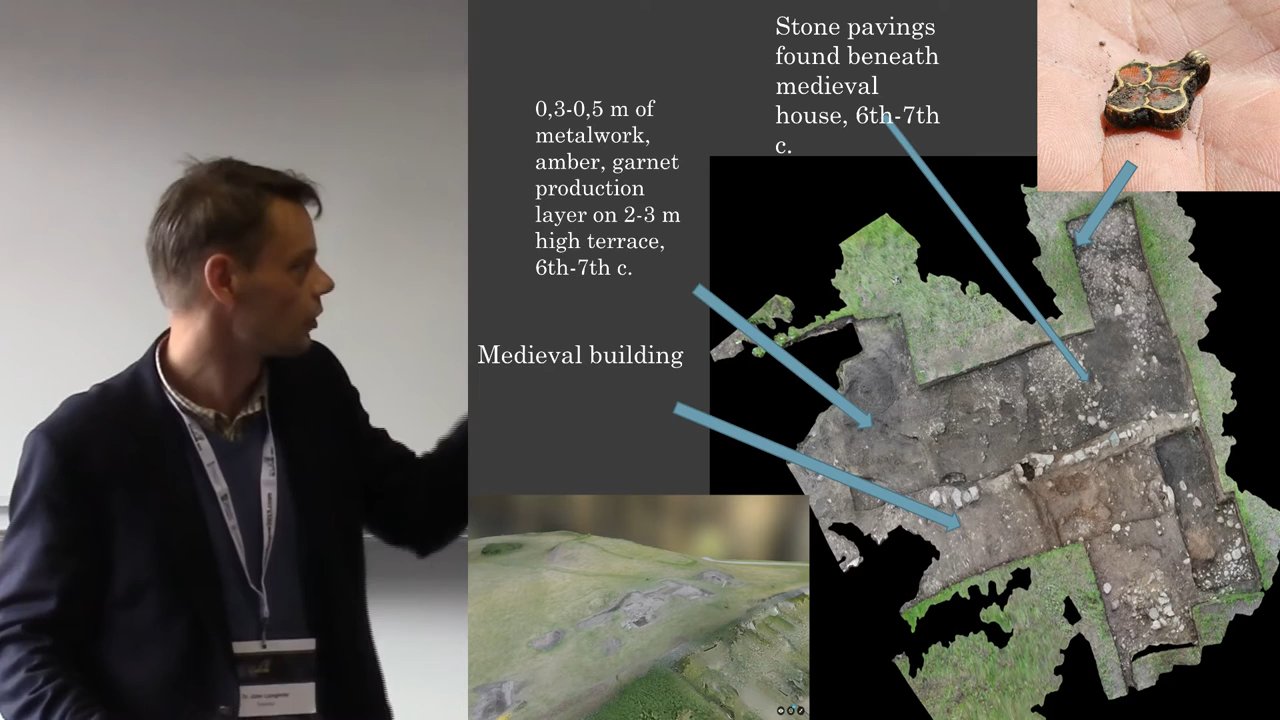 Stone pavings
found beneath
medieval
house, 6th-7th
c.
0,3-0,5 m of
metalwork,
amber, garnet
production
layer on 2-3 m
high terrace,
6th-7th c.
Medieval building